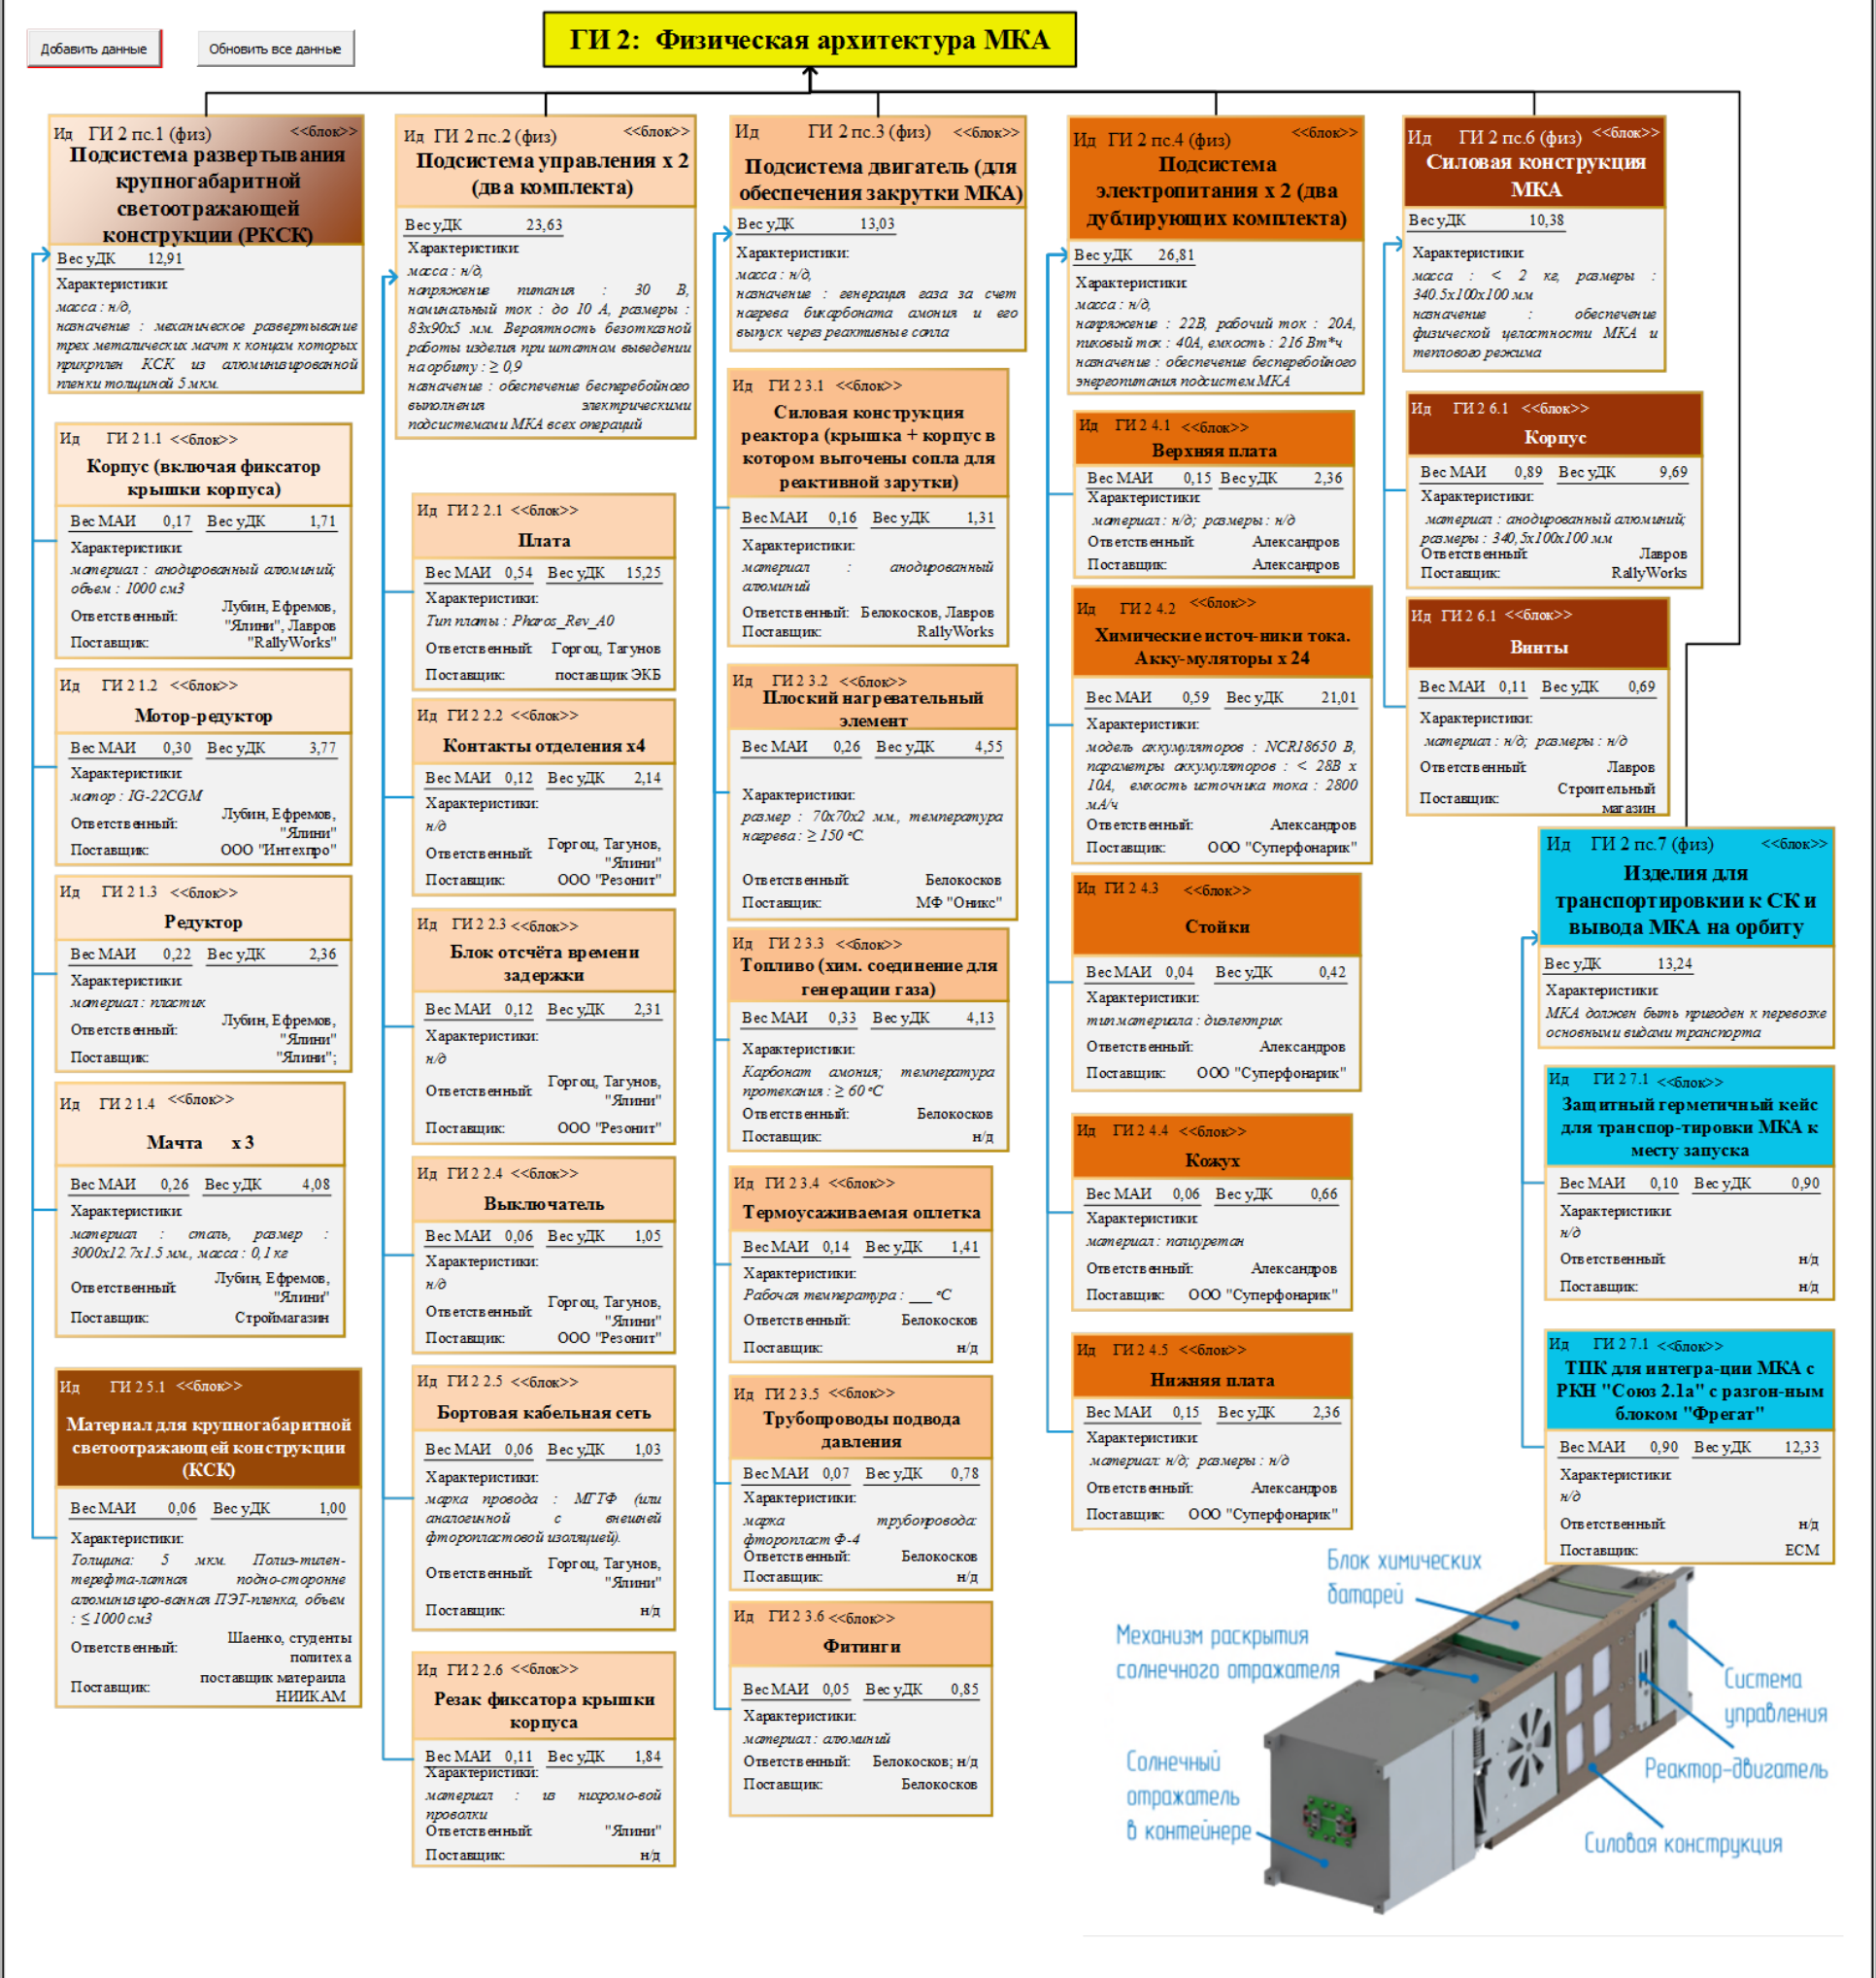 Добавить данные
Обновить все данные
ГИ 2: Физическая архитектура МКА
Ид ГИ 2 пс.1 (физ) <<блок>>
Подсистема развертывания
крупногабаритной
светоотражающей
конструкции (РКСК)
Вес уДК 12,91
Характеристики:
масса : н/д,
назначение : механическое развертывание
трех металических мачт к концам которых
прикрплен КСК из алюминизированной
пленки толщиной 5 мкм.
Ид ГИ 2 1.1 <<блок>>
Корпус (включая фиксатор
крышки корпуса)
Вес МАИ 0,17 Вес уДК 1,71
Характеристики:
материал : анодированный алюминий;
объем : 1000 см3
Ответственный: Лубин, Ефремов,
"Ялини", Лавров
Поставщик: "RallyWorks"
Ид ГИ 2 1.2 <<блок>>
Мотор-редуктор
Вес МАИ 0,30 Вес уДК 3,77
Характеристики:
мотор : IG-22CGM
Ответственный: Лубин, Ефремов,
"Ялини"
Поставщик: ООО "Интехпро"
Ид ГИ 2 1.3 <<блок>>
Редуктор
Вес МАИ 0,22 Вес уДК 2,36
Характеристики:
материал : пластик
Ответственный: Лубин, Ефремов,
"Ялини"
Поставщик: "Ялини";
Ид ГИ 2 1.4 <<блок>>
Мачта х 3
Вес МАИ 0,26 Вес уДК 4,08
Характеристики:
материал : сталь, размер :
3000х12.7х1.5 мм., масса : 0,1 кг
Ответственный: Лубин, Ефремов,
"Ялини"
Поставщик: Строймагазин
Ид ГИ 2 5.1 <<блок>>
Материал для крупногабаритной
светоотражающей конструкции
(КСК)
Вес МАИ 0,06 Вес уДК 1,00
Характеристики:
Толщина: 5 мкм. Полиэ-тилен-
терефта-латная подно-сторонне
алюминизиро-ванная ПЭТ-пленка, объем
: ≤ 1000 см3
Ответственный: Шаенко, студенты
политеха
Поставщик: поставщик матераила
НИИКАМ
Ид ГИ 2 пс.2 (физ) <<блок>>
Подсистема управления х 2
(два комплекта)
Вес уДК 23,63
Характеристики:
масса : н/д,
напряжение питания : 30 В,
наминальный ток : до 10 А, размеры :
83х90х5 мм. Вероятность безотказной
работы изделия при штатном выведении
на орбиту : ≥ 0,9
назначение : обеспечение бесперебойного
выполнения электрическими
подсистемами МКА всех операций
Ид ГИ 2 2.1 <<блок>>
Плата
Вес МАИ 0,54 Вес уДК 15,25
Характеристики:
Тип платы : Pharos_Rev_A0
Ответственный: Горгоц, Тагунов
Поставщик: поставщик ЭКБ
Ид ГИ 2 2.2 <<блок>>
Контакты отделения х4
Вес МАИ 0,12 Вес уДК 2,14
Характеристики:
н/д
Ответственный: Горгоц, Тагунов,
"Ялини"
Поставщик: ООО "Резонит"
Ид ГИ 2 2.3 <<блок>>
Блок отсчёта времени
задержки
Вес МАИ 0,12 Вес уДК 2,31
Характеристики:
н/д
Ответственный: Горгоц, Тагунов,
"Ялини"
Поставщик: ООО "Резонит"
Ид ГИ 2 2.4 <<блок>>
Выключатель
Вес МАИ 0,06 Вес уДК 1,05
Характеристики:
н/д
Ответственный: Горгоц, Тагунов,
"Ялини"
Поставщик: ООО "Резонит"
Ид ГИ 2 2.5 <<блок>>
Бортовая кабельная сеть
Вес МАИ 0,06 Вес уДК 1,03
Характеристики:
марка провода : МГТФ (или
аналогинной с внешней
фторопластовой изоляцией).
Ответственный: Горгоц, Тагунов,
"Ялини"
Поставщик: н/д
Ид ГИ 2 2.6 <<блок>>
Резак фиксатора крышки
корпуса
Вес МАИ 0,11 Вес уДК 1,84
Характеристики:
материал : из нихромо-вой
проволки
Ответственный: "Ялини"
Поставщик: н/д
Ид ГИ 2 пс.3 (физ) <<блок>>
Подсистема двигатель (для
обеспечения закрутки МКА)
Вес уДК 13,03
Характеристики:
масса : н/д,
назначение : генерация газа за счет
нагрева бикарбоната амония и его
выпуск через реактивные сопла
Ид ГИ 2 3.1 <<блок>>
Силовая конструкция
реактора (крышка + корпус в
котором выточены сопла для
реактивной зарутки)
Вес МАИ 0,16 Вес уДК 1,31
Характеристики:
материал : анодированный
алюминий
Ответственный: Белокосков, Лавров
Поставщик: RallyWorks
Ид ГИ 2 3.2 <<блок>>
Плоский нагревательный
элемент
Вес МАИ 0,26 Вес уДК 4,55
Характеристики:
размер : 70х70х2 мм., температура
нагрева : ≥ 150 °С.
Ответственный: Белокосков
Поставщик: МФ "Оникс"
Ид ГИ 2 3.3 <<блок>>
Топливо (хим. соединение для
генерации газа)
Вес МАИ 0,33 Вес уДК 4,13
Характеристики:
Карбонат амония; температура
протекания : ≥ 60 °С
Ответственный: Белокосков
Поставщик: н/д
Ид ГИ 2 3.4 <<блок>>
Термоусаживаемая оплетка
Вес МАИ 0,14 Вес уДК 1,41
Характеристики:
Рабочая температура : ___ °С
Ответственный: Белокосков
Поставщик: н/д
Ид ГИ 2 3.5 <<блок>>
Трубопроводы подвода
давления
Вес МАИ 0,07 Вес уДК 0,78
Характеристики:
марка трубопровода:
фторопласт Ф-4
Ответственный: Белокосков
Поставщик: н/д
Ид ГИ 2 3.6 <<блок>>
Фитинги
Вес МАИ 0,05 Вес уДК 0,85
Характеристики:
материал : алюминий
Ответственный: Белокосков; н/д
Поставщик: Белокосков
Ид ГИ 2 пс.4 (физ) <<блок>>
Подсистема
электропитания х 2 (два
дублирующих комплекта)
Вес уДК 26,81
Характеристики:
масса : н/д,
напряжение : 22В, рабочий ток : 20А,
пиковый ток : 40А, емкость : 216 Вт*ч
назначение : обеспечение бесперебойного
энергопитания подсистем МКА
Ид ГИ 2 4.1 <<блок>>
Верхняя плата
Вес МАИ 0,15 Вес уДК 2,36
Характеристики:
материал : н/д; размеры : н/д
Ответственный: Александров
Поставщик: Александров
Ид ГИ 2 4.2 <<блок>>
Химические источ-ники тока.
Акку-муляторы х 24
Вес МАИ 0,59 Вес уДК 21,01
Характеристики:
модель аккумуляторов : NCR18650 B,
параметры аккумуляторов : < 28В х
10А, емкость источника тока : 2800
мА/ч
Ответственный: Александров
Поставщик: ООО "Суперфонарик"
Ид ГИ 2 4.3 <<блок>>
Стойки
Вес МАИ 0,04 Вес уДК 0,42
Характеристики:
тип материала : диэлектрик
Ответственный: Александров
Поставщик: ООО "Суперфонарик"
Ид ГИ 2 4.4 <<блок>>
Кожух
Вес МАИ 0,06 Вес уДК 0,66
Характеристики:
материал : полиуретан
Ответственный: Александров
Поставщик: ООО "Суперфонарик"
Ид ГИ 2 4.5 <<блок>>
Нижняя плата
Вес МАИ 0,15 Вес уДК 2,36
Характеристики:
материал: н/д; размеры : н/д
Ответственный: Александров
Поставщик: ООО "Суперфонарик"
Ид ГИ 2 пс.6 (физ) <<блок>>
Силовая конструкция
МКА
Вес уДК 10,38
Характеристики:
масса : < 2 кг, размеры :
340.5х100х100 мм
назначение : обеспечение
физической целостности МКА и
теплового режима
Ид ГИ 2 6.1 <<блок>>
Корпус
Вес МАИ 0,89 Вес уДК 9,69
Характеристики:
материал : анодированный алюминий;
размеры : 340,5х100х100 мм
Ответственный: Лавров
Поставщик: RallyWorks
Ид ГИ 2 6.1 <<блок>>
Винты
Вес МАИ 0,11 Вес уДК 0,69
Характеристики:
материал : н/д; размеры : н/д
Ответственный: Лавров
Поставщик: Строительный
магазин
Ид ГИ 2 пс.7 (физ) <<блок>>
Изделия для
транспортировкии к СК и
вывода МКА на орбиту
Вес уДК 13,24
Характеристики:
МКА должен быть пригоден к перевозке
основными видами транспорта
Ид ГИ 2 7.1 <<блок>>
Защитный герметичный кейс
для транспор-тировки МКА к
месту запуска
Вес МАИ 0,10 Вес уДК 0,90
Характеристики:
н/д
Ответственный: н/д
Поставщик: н/д
Ид ГИ 2 7.1 <<блок>>
ТПК для интегра-ции МКА с
РКН "Союз 2.1а" с разгон-ным
блоком "Фрегат"
Вес МАИ 0,90 Вес уДК 12,33
Характеристики:
н/д
Ответственный: н/д
Поставщик: ECM
Блок химических
батарей
Механизм раскрытия
солнечного отражателя
Солнечный
отражатель
в контейнере
Система
управления
Реактор-двигатель
Силовая конструкция